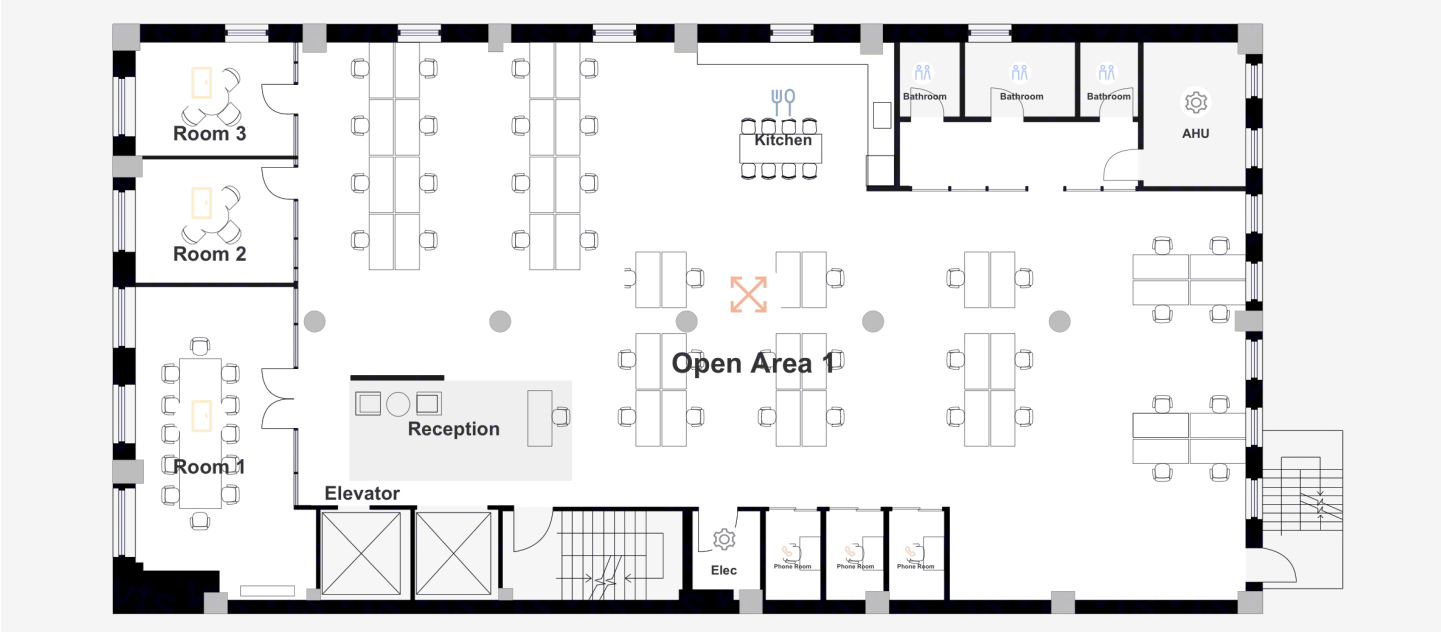 Bathroom
Bathroom
Bathroom
Room 3
Kitchen
AHU
Room 2
Open Area 1
Reception
Room 1
Elevator
Elec
Phone Room
Phone Room
Phone Room